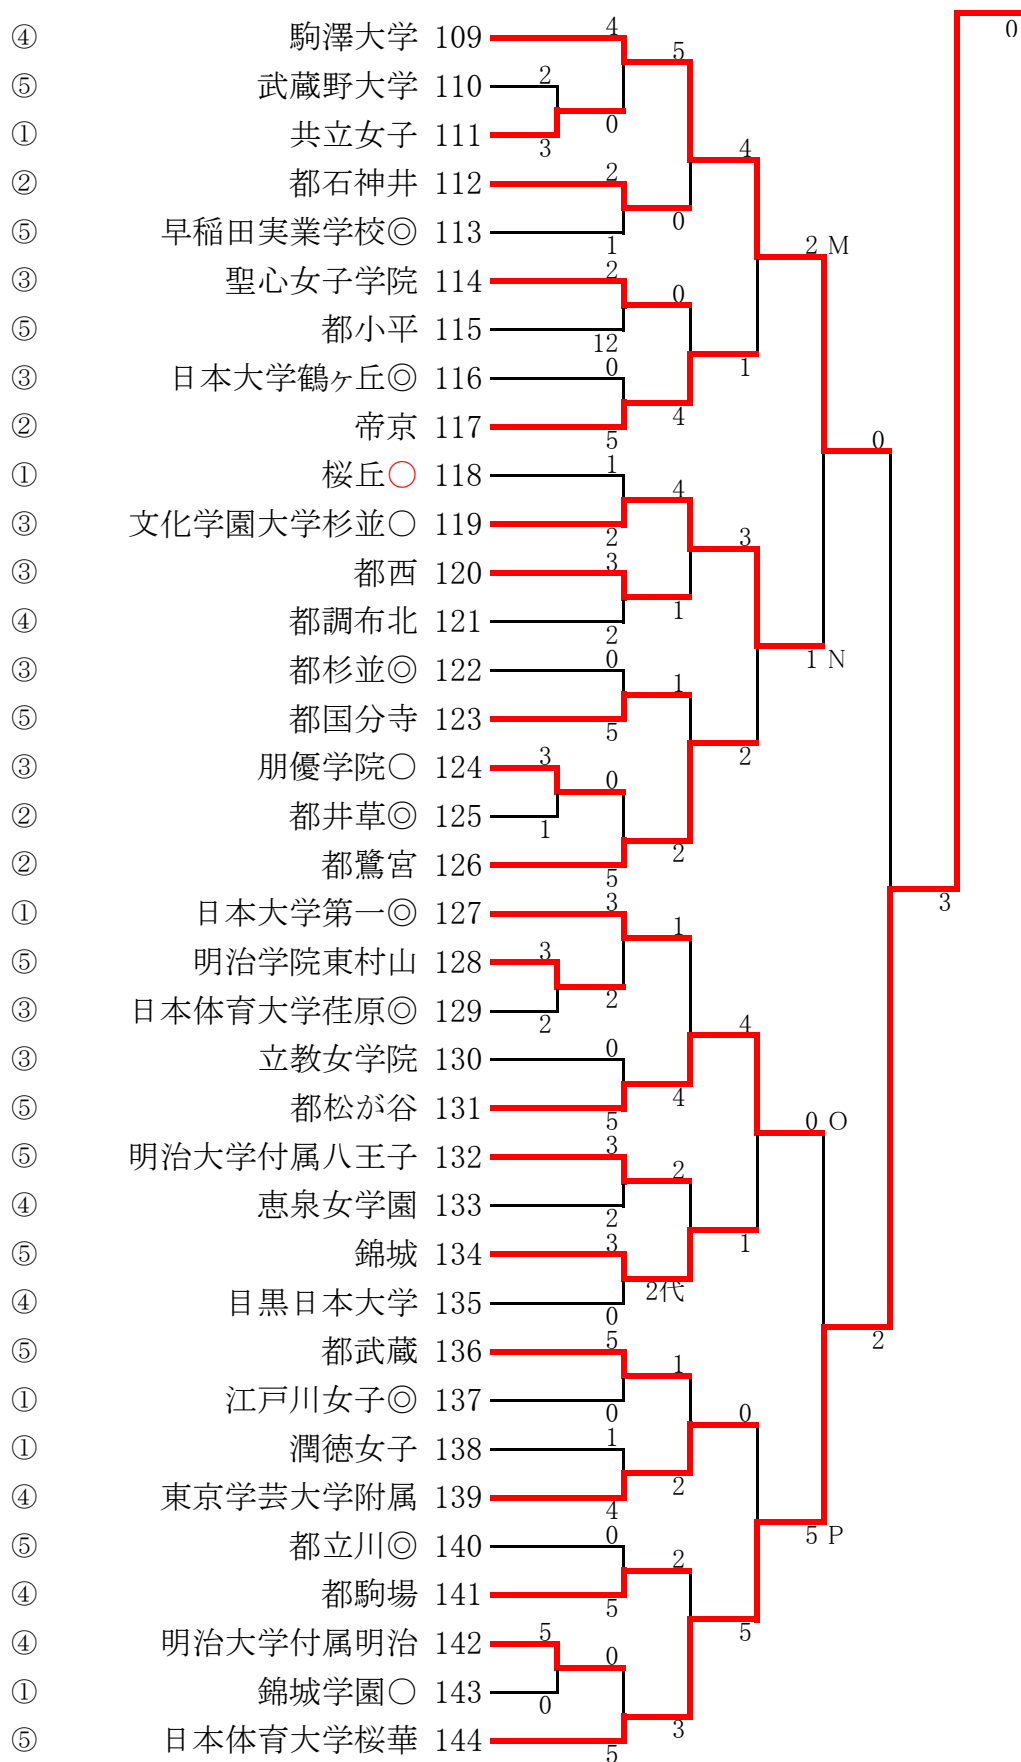 0
④ 駒澤大学 109 4
5
⑤ 武蔵野大学 110 2
0
① 共立女子 111 3
4
② 都石神井 112 2
0
⑤ 早稲田実業学校◎ 113 1
2 M
③ 聖心女子学院 114 2
0
⑤ 都小平 115 12
1
③ 日本大学鶴ヶ丘◎ 116 0
4
② 帝京 117 5
0
① 桜丘○ 118 1
4
③ 文化学園大学杉並○ 119 2
3
③ 都西 120 3
1
④ 都調布北 121 2
1 N
③ 都杉並◎ 122 0
1
⑤ 都国分寺 123 5
2
③ 朋優学院○ 124 3
0
② 都井草◎ 125 1
2
② 都鷺宮 126 5
3
① 日本大学第一◎ 127 3
1
⑤ 明治学院東村山 128 3
2
③ 日本体育大学荏原◎ 129 2
4
③ 立教女学院 130 0
4
⑤ 都松が谷 131 5
0 O
⑤ 明治大学付属八王子 132 3
2
④ 恵泉女学園 133 2
1
⑤ 錦城 134 3
2代
④ 目黒日本大学 135 0
2
⑤ 都武蔵 136 5
1
① 江戸川女子◎ 137 0
0
① 潤徳女子 138 1
2
④ 東京学芸大学附属 139 4
5 P
⑤ 都立川◎ 140 0
2
④ 都駒場 141 5
5
④ 明治大学付属明治 142 5
0
① 錦城学園○ 143 0
3
⑤ 日本体育大学桜華 144 5